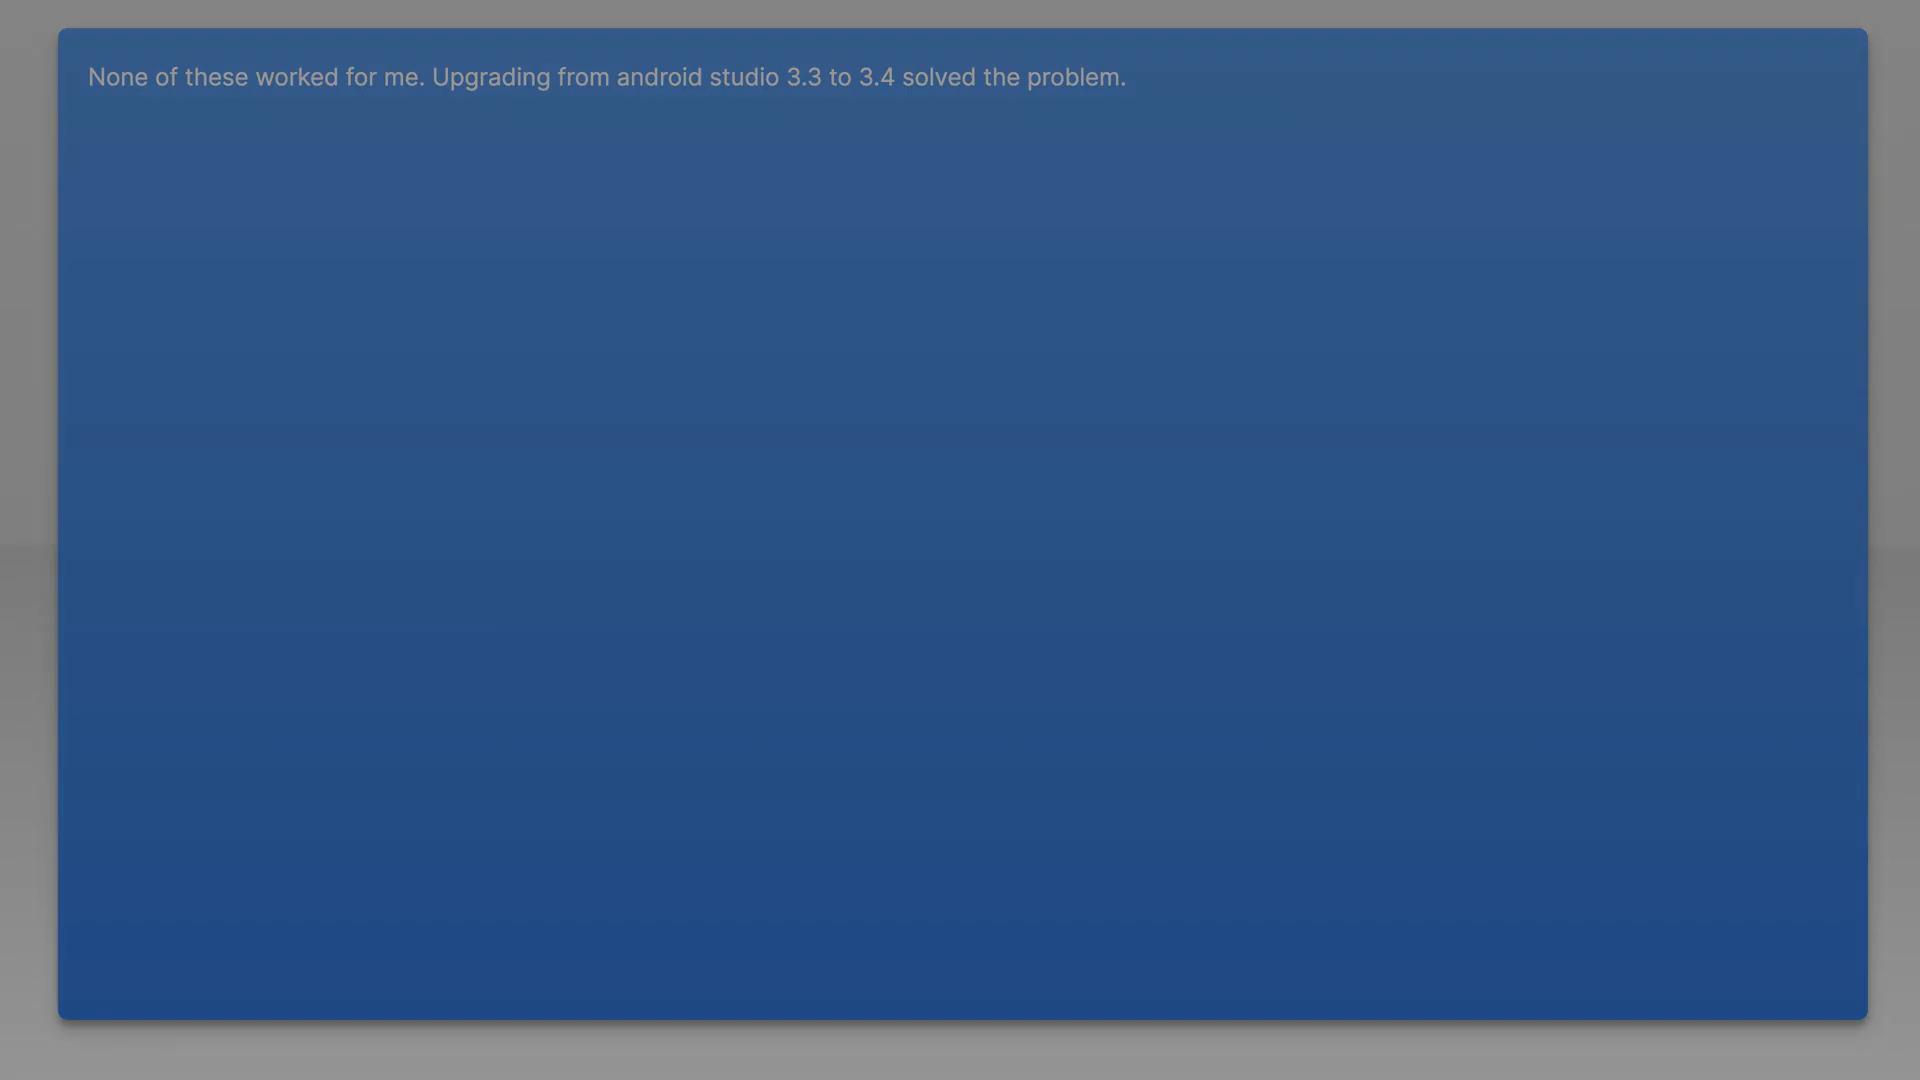 None of these worked for me. Upgrading from android studio 3.3 to 3.4 solved the problem.